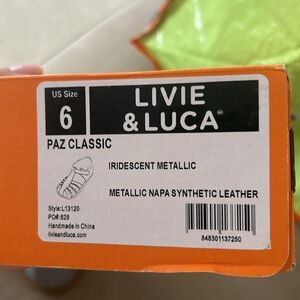 US Size
6
LIVIE
& LUCA®
PAZ CLASSIC
IRIDESCENT METALLIC
METALLIC NAPA SYNTHETIC LEATHER
Style:L13120
PO#:828
Handmade in China
livieandluca.com
848301137250